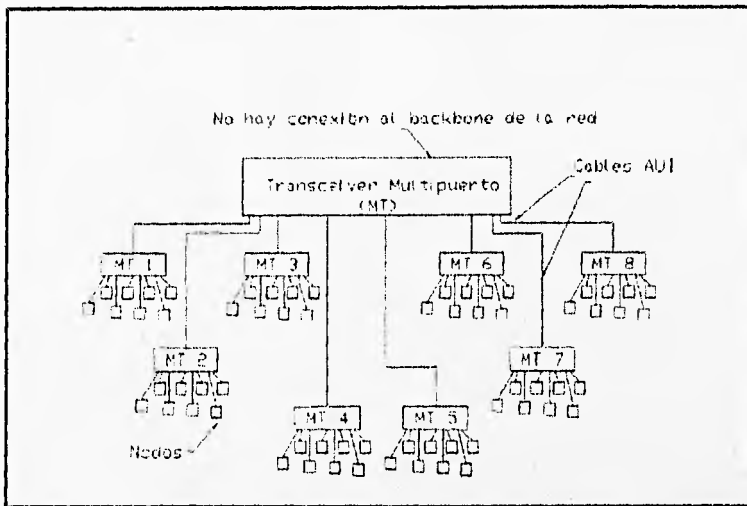 No hay conexión al backbone de la red
Cables AUI
Transceiver Multipuerto
(MT)
MT 1
MT 3
MT 6
MT 8
MT 2
MT 7
MT 4
MT 5
Nodos